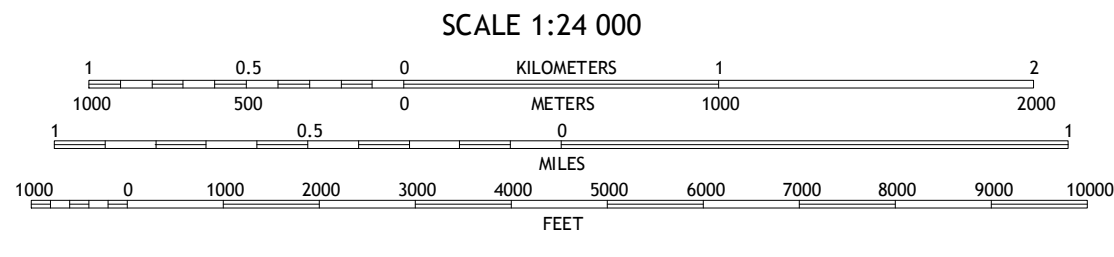 SCALE 1:24 000
1 0.5 0 KILOMETERS 1 2
1000 500 0 METERS 1000 2000
1 0.5 0 1
MILES
1000 0 1000 2000 3000 4000 5000 6000 7000 8000 9000 10000
FEET